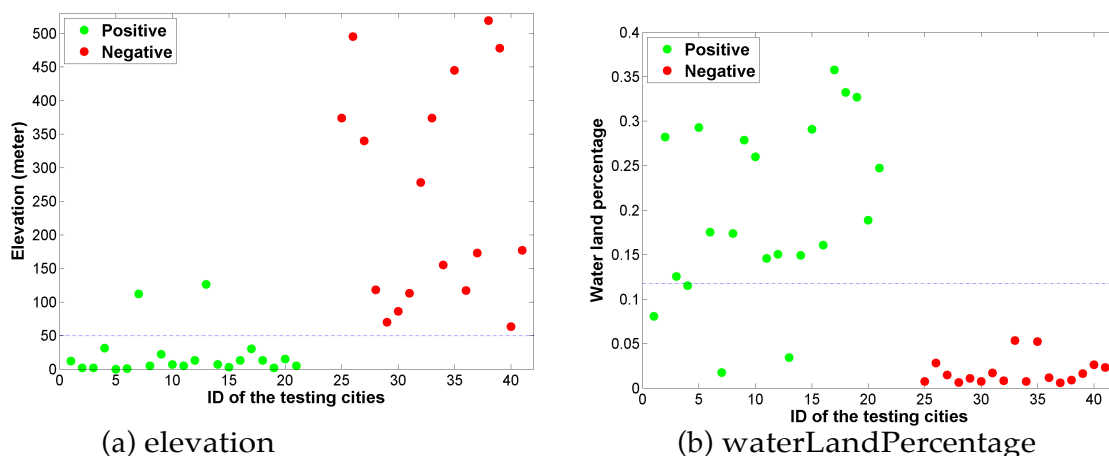 Positive
Negative
500
450
400
350
300
250
200
150
100
50
0
Elevation (meter)
0 5 10 15 20 25 30 35 40
ID of the testing cities
(a) elevation
Positive
Negative
0.4
0.35
0.3
0.25
0.2
0.15
0.1
0.05
0
Water land percentage
0 5 10 15 20 25 30 35 40
ID of the testing cities
(b) waterLandPercentage